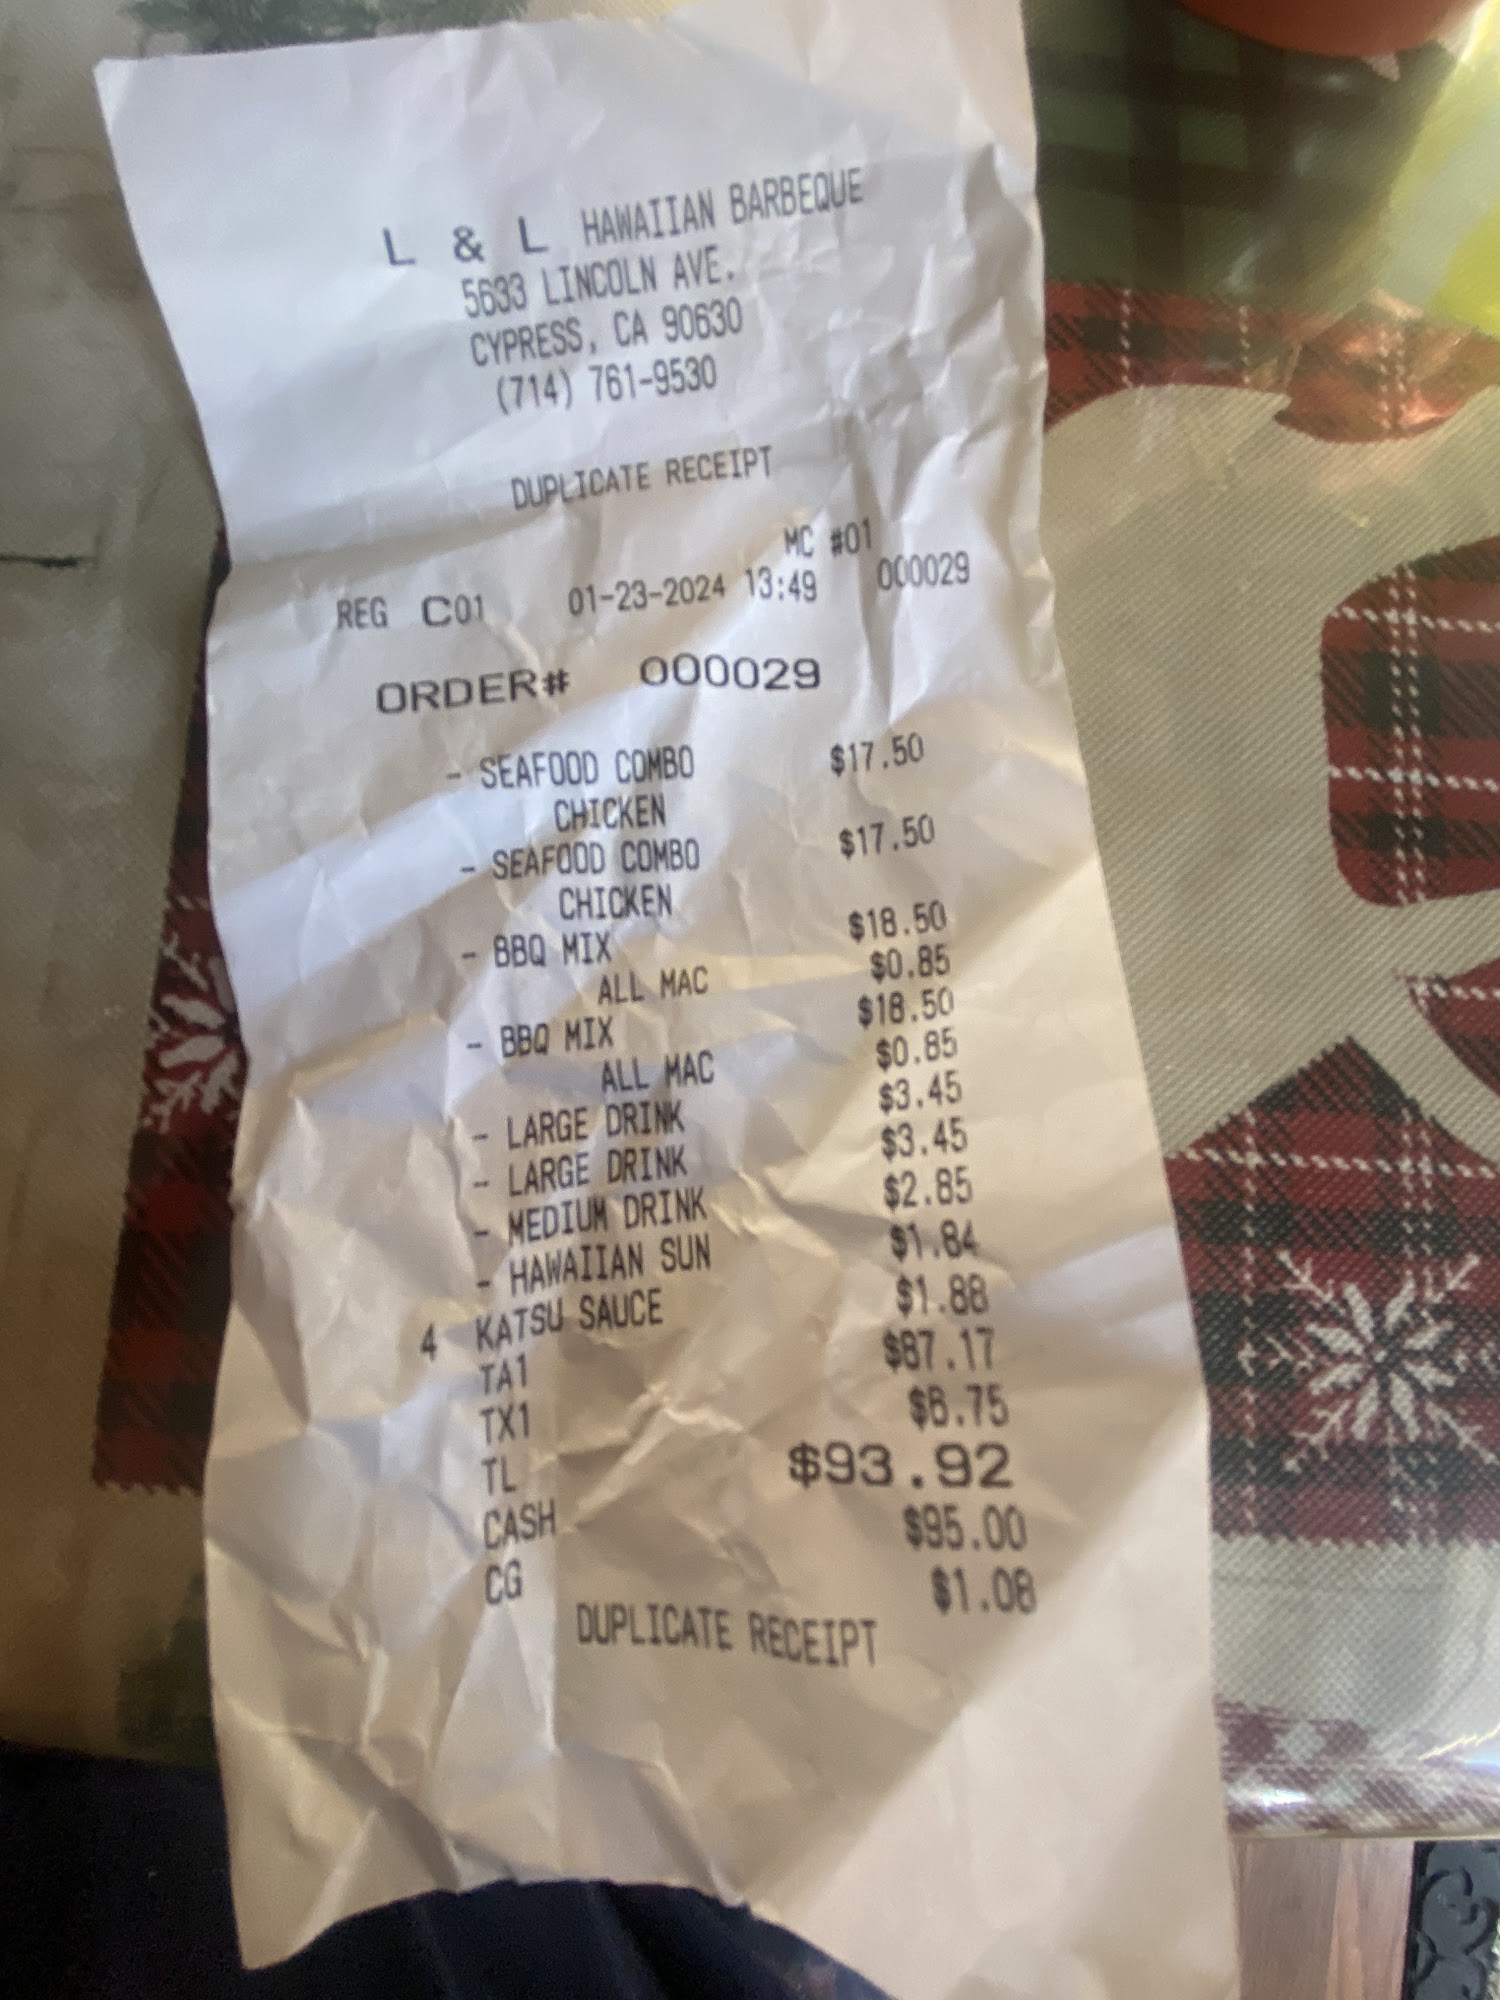 L & L HAWAIIAN BARBEQUE
5633 LINCOLN AVE.
CYPRESS, CA 90630
(714) 761-9530
DUPLICATE RECEIPT
MC #01
REG C01 01-23-2024 13:49 000029
ORDER# 000029
- SEAFOOD COMBO $17.50
CHICKEN
- SEAFOOD COMBO $17.50
CHICKEN
- BBQ MIX $18.50
ALL MAC $0.85
- BBQ MIX $18.50
ALL MAC $0.85
- LARGE DRINK $3.45
- LARGE DRINK $3.45
- MEDIUM DRINK $2.85
- HAWAIIAN SUN $1.84
4 KATSU SAUCE $1.88
TA1 $87.17
TX1 $6.75
TL $93.92
CASH $95.00
CG $1.08
DUPLICATE RECEIPT